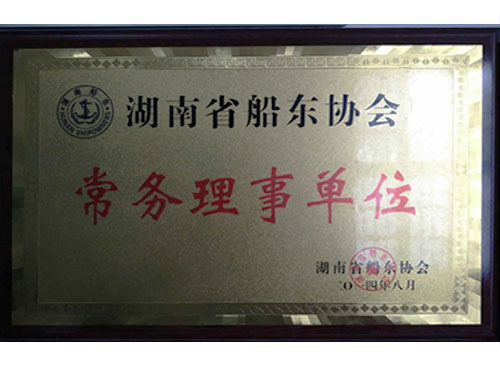 湖南省船东协会
常务理事单位
湖南省船东协会
二〇一四年八月